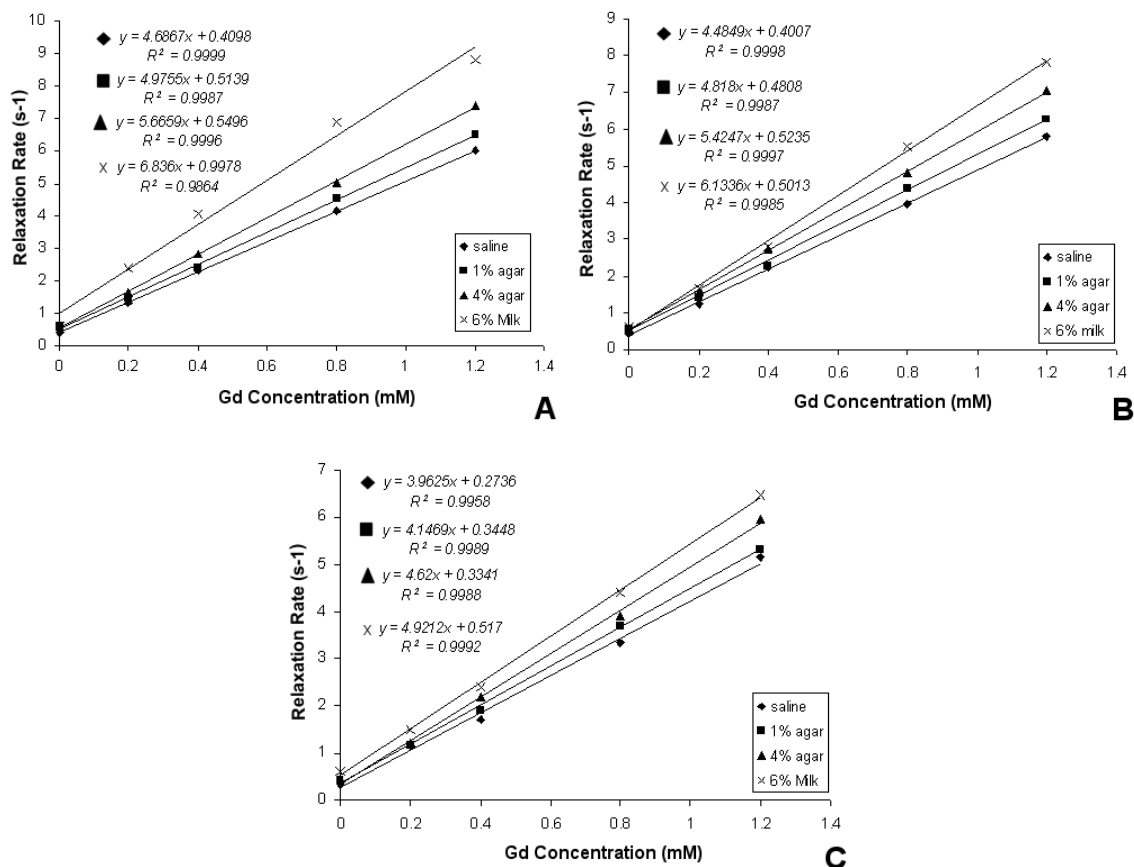 10
9
8
7
6
5
4
3
2
1
0
Relaxation Rate (s-1)
y = 4.6867x + 0.4098
R² = 0.9999
y = 4.9755x + 0.5139
R² = 0.9987
y = 5.6659x + 0.5496
R² = 0.9996
y = 6.836x + 0.9978
R² = 0.9864
saline
1% agar
4% agar
6% Milk
0 0.2 0.4 0.6 0.8 1 1.2 1.4
Gd Concentration (mM)
A
9
8
7
6
5
4
3
2
1
0
Relaxation Rate (s-1)
y = 4.4849x + 0.4007
R² = 0.9998
y = 4.818x + 0.4808
R² = 0.9987
y = 5.4247x + 0.5235
R² = 0.9997
y = 6.1336x + 0.5013
R² = 0.9985
saline
1% agar
4% agar
6% milk
0 0.2 0.4 0.6 0.8 1 1.2 1.4
Gd Concentration (mM)
B
7
6
5
4
3
2
1
0
Relaxation Rate (s-1)
y = 3.9625x + 0.2736
R² = 0.9958
y = 4.1469x + 0.3448
R² = 0.9989
y = 4.62x + 0.3341
R² = 0.9988
y = 4.9212x + 0.517
R² = 0.9992
saline
1% agar
4% agar
6% Milk
0 0.2 0.4 0.6 0.8 1 1.2 1.4
Gd Concentration (mM)
C